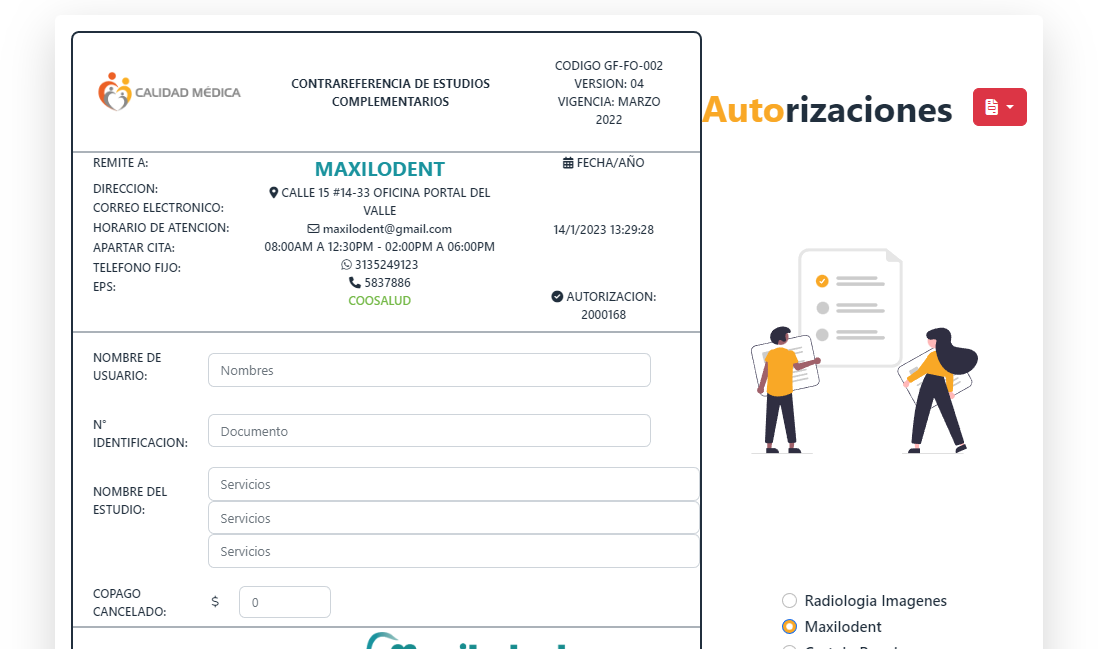 CALIDAD MÉDICA
CONTRAREFERENCIA DE ESTUDIOS
COMPLEMENTARIOS
CODIGO GF-FO-002
VERSION: 04
VIGENCIA: MARZO
2022
Autorizaciones
REMITE A:
MAXILODENT
FECHA/AÑO
DIRECCION:
CALLE 15 #14-33 OFICINA PORTAL DEL
VALLE
CORREO ELECTRONICO:
maxilodent@gmail.com
14/1/2023 13:29:28
HORARIO DE ATENCION:
08:00AM A 12:30PM - 02:00PM A 06:00PM
APARTAR CITA:
3135249123
TELEFONO FIJO:
5837886
EPS:
COOSALUD
AUTORIZACION:
2000168
NOMBRE DE
USUARIO:
Nombres
N°
IDENTIFICACION:
Documento
NOMBRE DEL
ESTUDIO:
Servicios
Servicios
Servicios
COPAGO
CANCELADO:
$
0
Radiologia Imagenes
Maxilodent